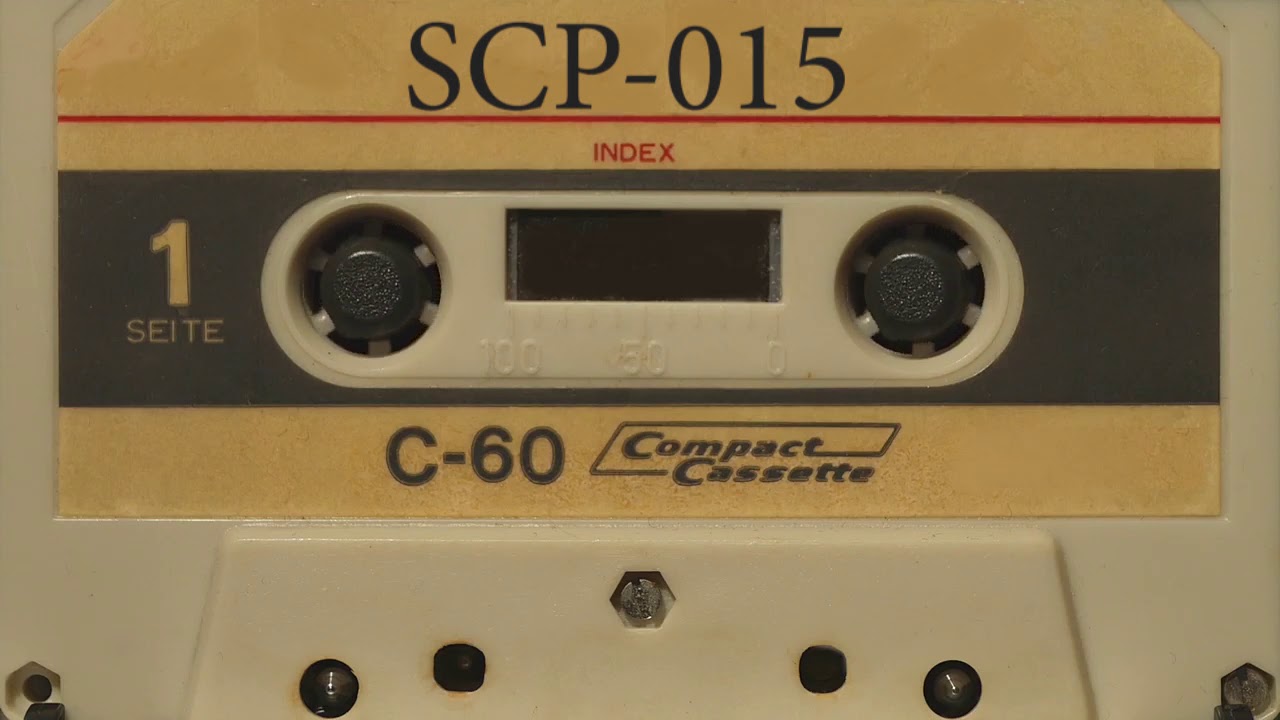 SCP-015
INDEX
1
SEITE
100 50 0
C-60 Compact
Cassette